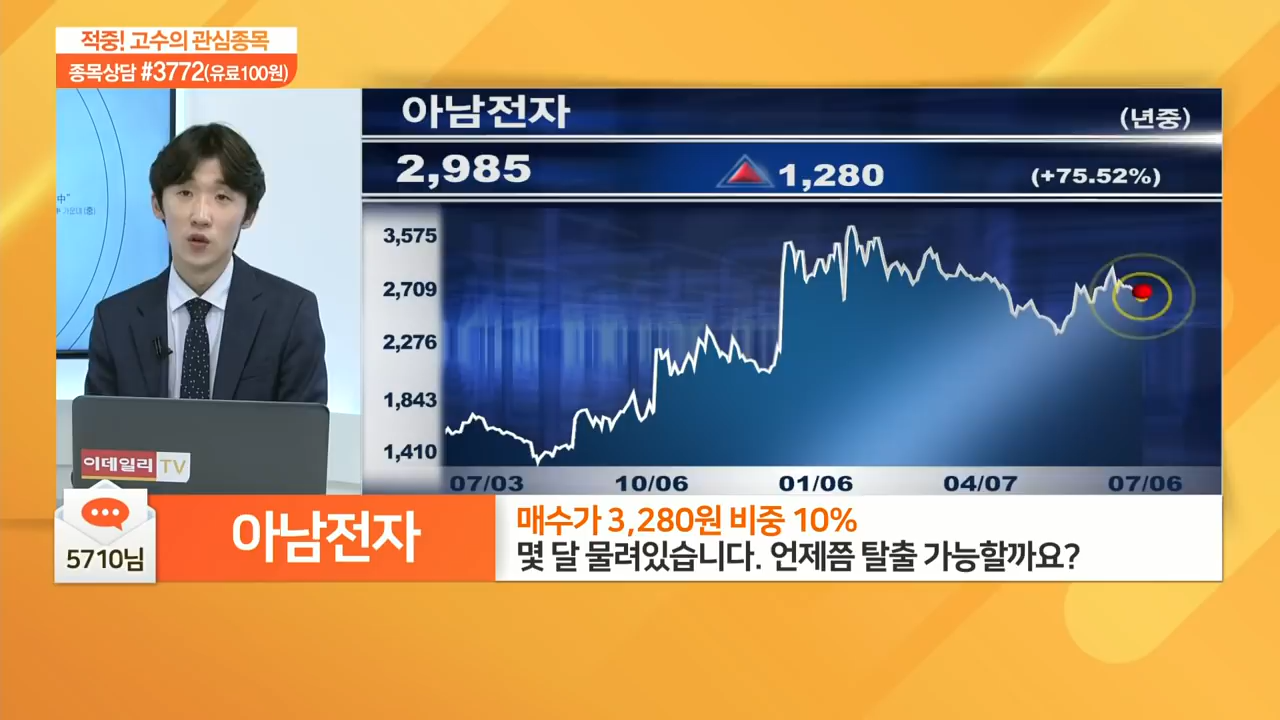 적중! 고수의 관심종목
종목상담 #3772(유료100원)
아남전자
(년중)
2,985
1,280
(+75.52%)
3,575
2,709
2,276
1,843
1,410
07/03
10/06
01/06
04/07
07/06
中"
이데일리 TV
5710님
아남전자
매수가 3,280원 비중 10%
몇 달 물려있습니다. 언제쯤 탈출 가능할까요?